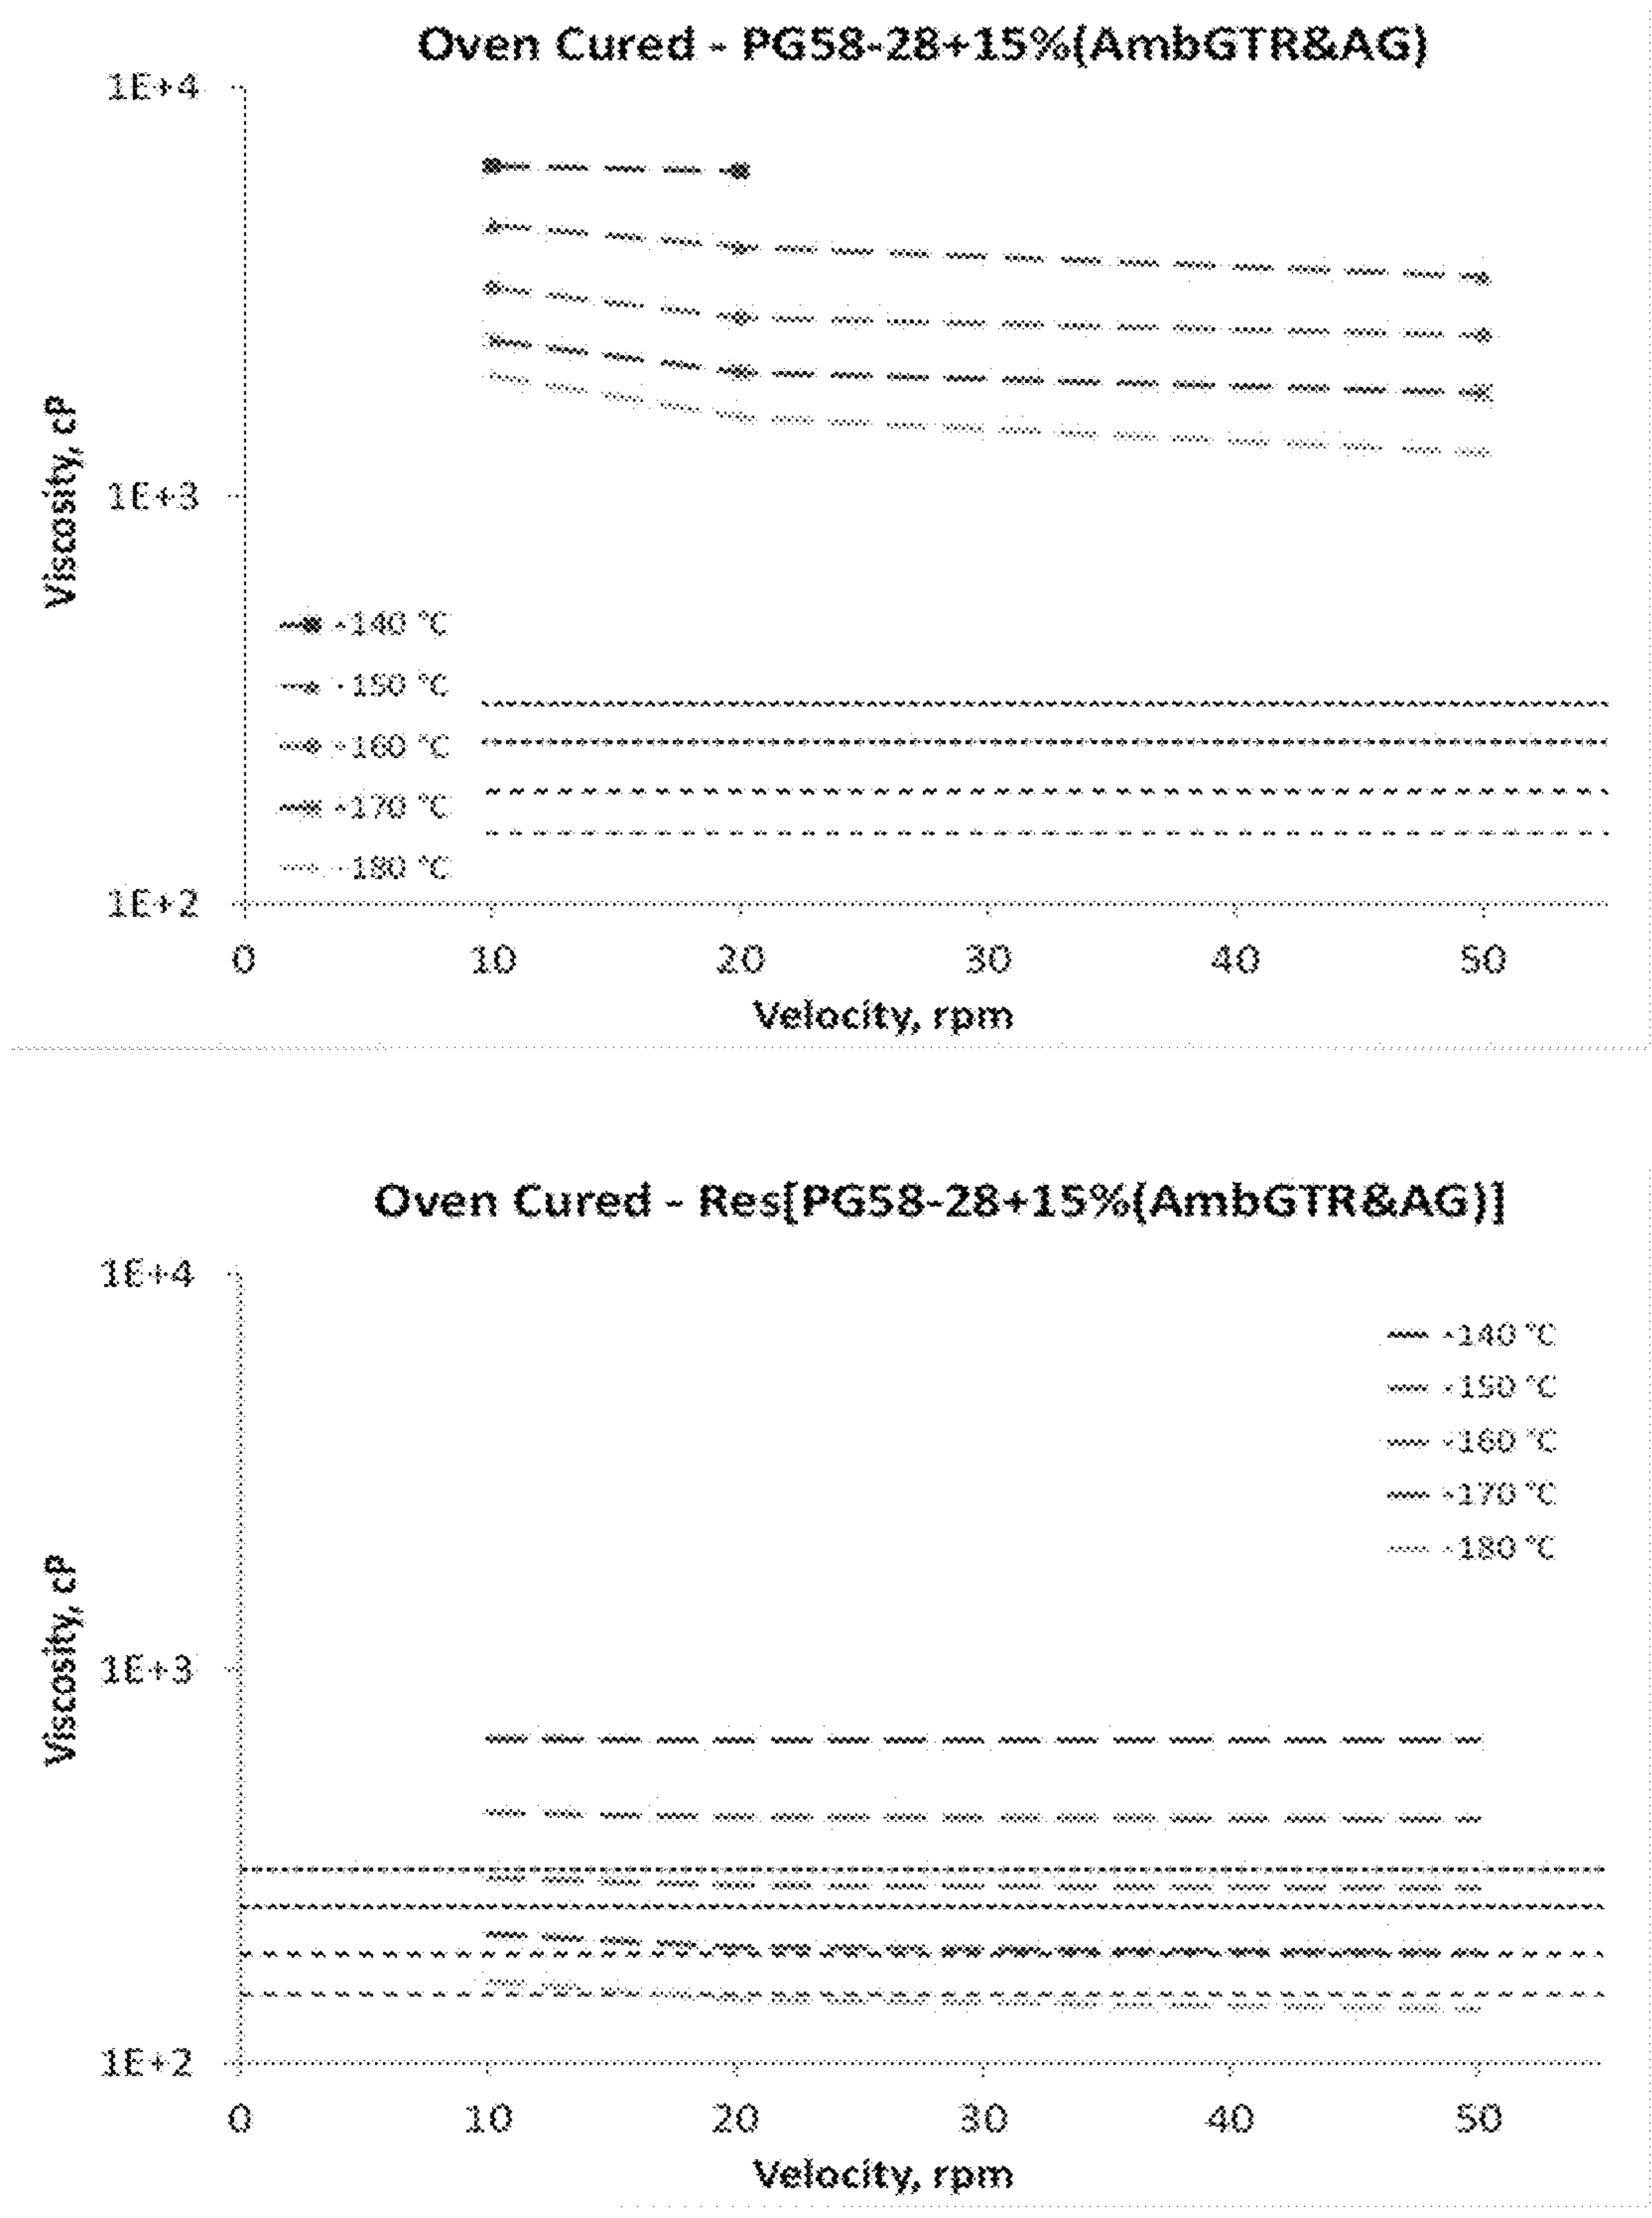 Oven Cured - PG58-28+15%(AmbGTR&AG)
1E+4
1E+3
1E+2
Viscosity, cP
-140 °C
-150 °C
-160 °C
-170 °C
-180 °C
0 10 20 30 40 50
Velocity, rpm
Oven Cured - Res[PG58-28+15%(AmbGTR&AG)]
1E+4
1E+3
1E+2
Viscosity, cP
-140 °C
-150 °C
-160 °C
-170 °C
-180 °C
0 10 20 30 40 50
Velocity, rpm